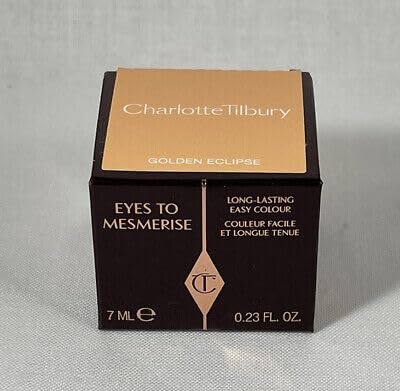 CharlotteTilbury
GOLDEN ECLIPSE
EYES TO
MESMERISE
LONG-LASTING
EASY COLOUR
COULEUR FACILE
ET LONGUE TENUE
CT
7 ML ℮
0.23 FL. OZ.